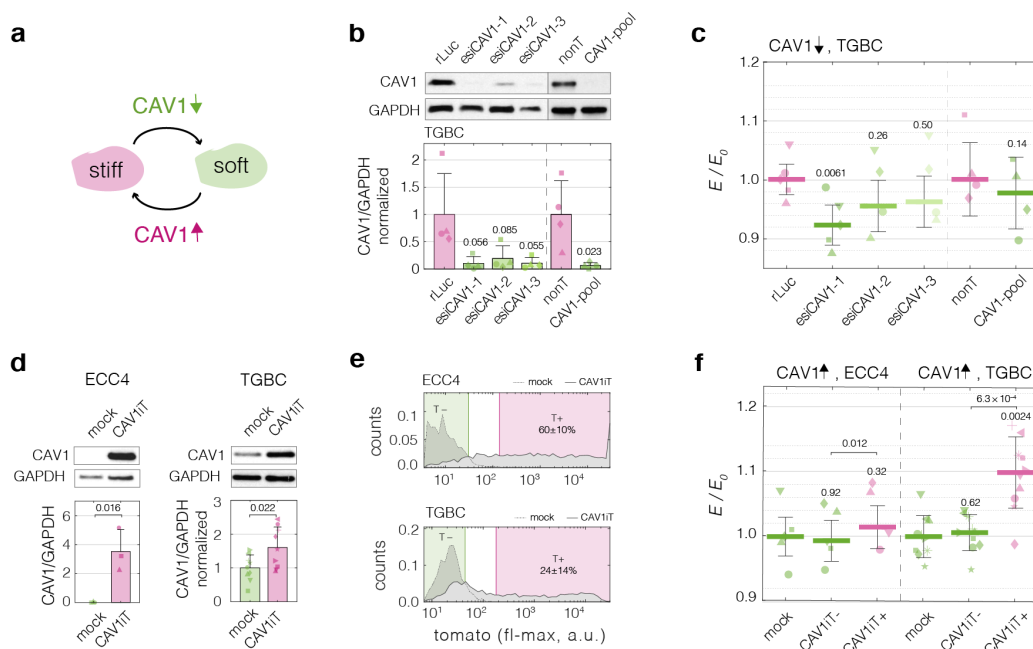 a
CAV1↓
stiff
soft
CAV1↑
b
rLuc
esiCAV1-1
esiCAV1-2
esiCAV1-3
nonT
CAV1-pool
CAV1
GAPDH
TGBC
CAV1/GAPDH
normalized
2
1.5
1
0.5
0
0.056
0.085
0.055
0.023
rLuc
esiCAV1-1
esiCAV1-2
esiCAV1-3
nonT
CAV1-pool
c
CAV1↓, TGBC
E / E0
1.2
1.1
1.0
0.9
0.0061
0.26
0.50
0.14
rLuc
esiCAV1-1
esiCAV1-2
esiCAV1-3
nonT
CAV1-pool
d
ECC4
mock
CAV1iT
CAV1
GAPDH
CAV1/GAPDH
6
4
2
0
0.016
mock
CAV1iT
TGBC
mock
CAV1iT
CAV1
GAPDH
CAV1/GAPDH
normalized
4
3
2
1
0
0.022
mock
CAV1iT
e
ECC4
mock
CAV1iT
counts
0.1
0.05
0.0
T−
T+
60±10%
10¹
10²
10³
10⁴
TGBC
mock
CAV1iT
counts
0.2
0.1
0.0
T−
T+
24±14%
10¹
10²
10³
10⁴
tomato (fl-max, a.u.)
f
CAV1↑, ECC4
CAV1↑, TGBC
E / E0
1.2
1.1
1.0
0.9
0.92
0.012
0.32
0.62
6.3×10⁻⁴
0.0024
mock
CAV1iT-
CAV1iT+
mock
CAV1iT-
CAV1iT+